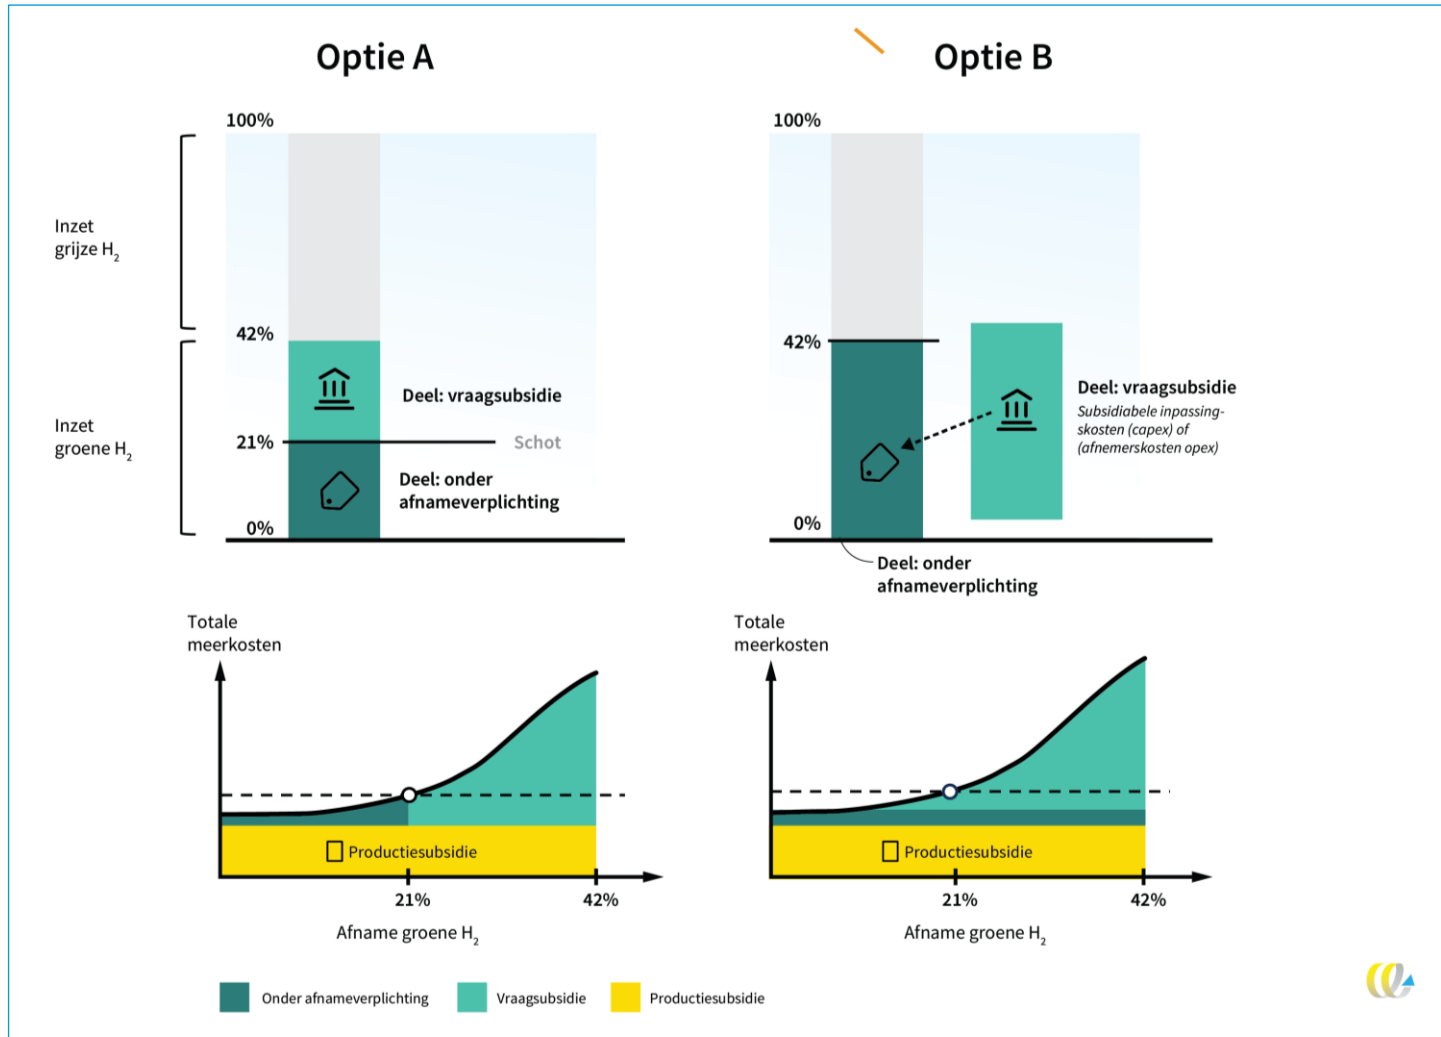 Optie A
100%
Inzet
grijze H₂
42%
Deel: vraagsubsidie
Inzet
groene H₂
21%
Schot
Deel: onder
afnameverplichting
0%
Optie B
100%
42%
Deel: vraagsubsidie
Subsidiabele inpassing-
skosten (capex) of
(afnemerskosten opex)
0%
Deel: onder
afnameverplichting
Totale
meerkosten
Productiesubsidie
21%
42%
Afname groene H₂
Totale
meerkosten
Productiesubsidie
21%
42%
Afname groene H₂
Onder afnameverplichting
Vraagsubsidie
Productiesubsidie